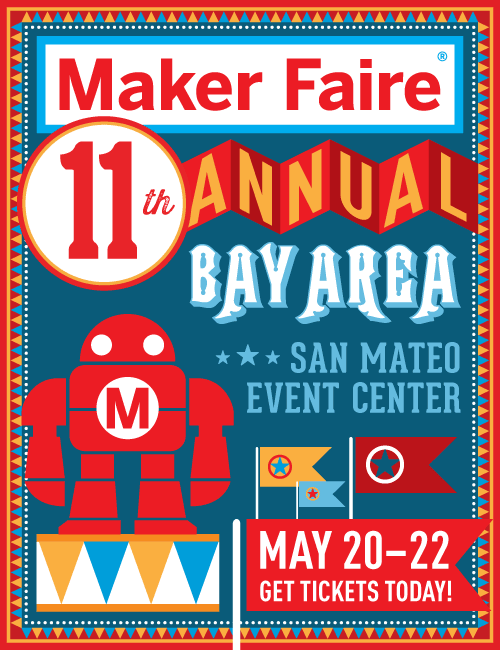 Maker Faire®
11th
ANNUAL
BAY AREA
SAN MATEO
EVENT CENTER
M
MAY 20–22
GET TICKETS TODAY!